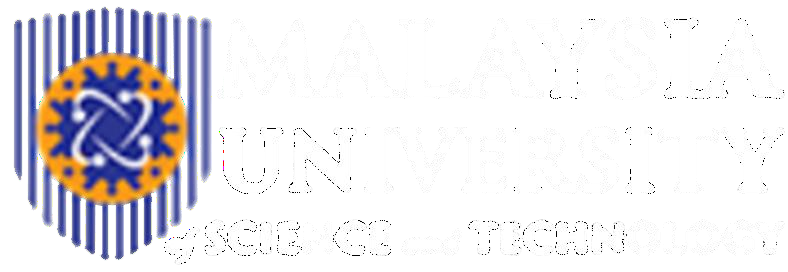 MALAYSIA
UNIVERSITY
of SCIENCE and TECHNOLOGY